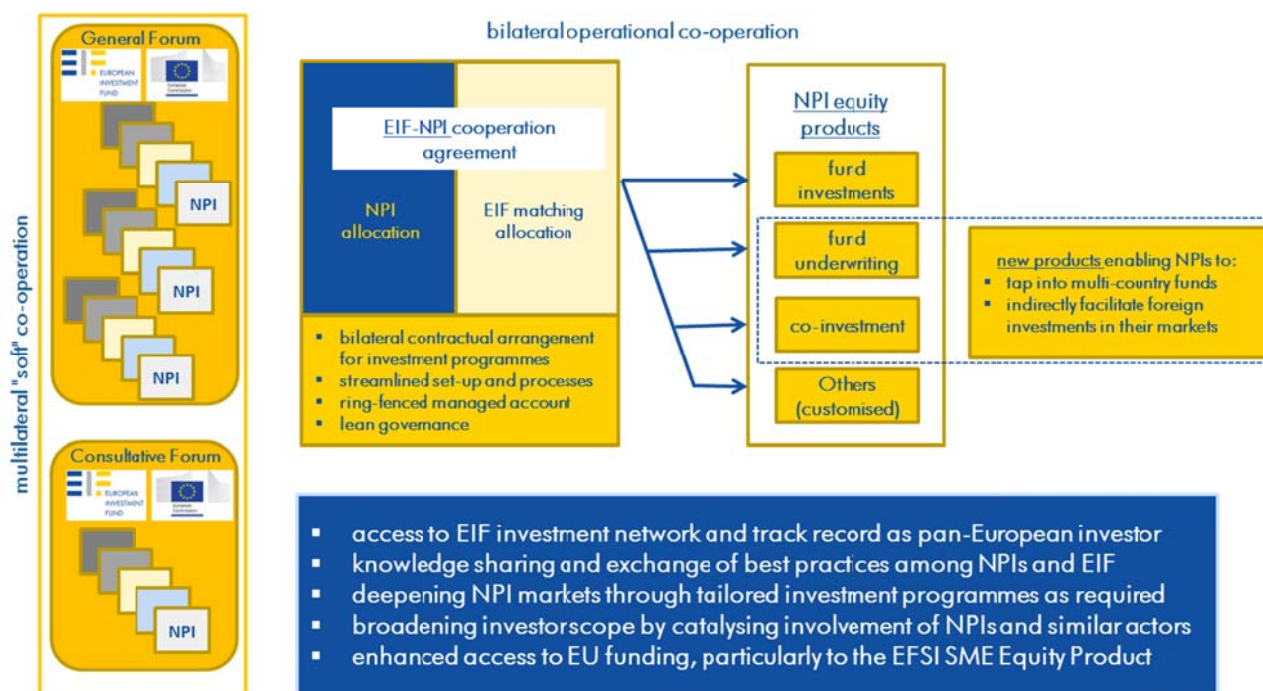 multilateral "soft" co-operation
General Forum
EUROPEAN
INVESTMENT
FUND
European
Commission
NPI
NPI
NPI
Consultative Forum
EUROPEAN
INVESTMENT
FUND
European
Commission
NPI
bilateral operational co-operation
EIF-NPI cooperation
agreement
NPI
allocation
EIF matching
allocation
▪ bilateral contractual arrangement
for investment programmes
▪ streamlined set-up and processes
▪ ring-fenced managed account
▪ lean governance
NPI equity
products
furd
investments
furd
underwriting
co-investment
Others
(customised)
new products enabling NPIs to:
▪ tap into multi-country funds
▪ indirectly facilitate foreign
investments in their markets
▪ access to EIF investment network and track record as pan-European investor
▪ knowledge sharing and exchange of best practices among NPIs and EIF
▪ deepening NPI markets through tailored investment programmes as required
▪ broadening investor scope by catalysing involvement of NPIs and similar actors
▪ enhanced access to EU funding, particularly to the EFSI SME Equity Product